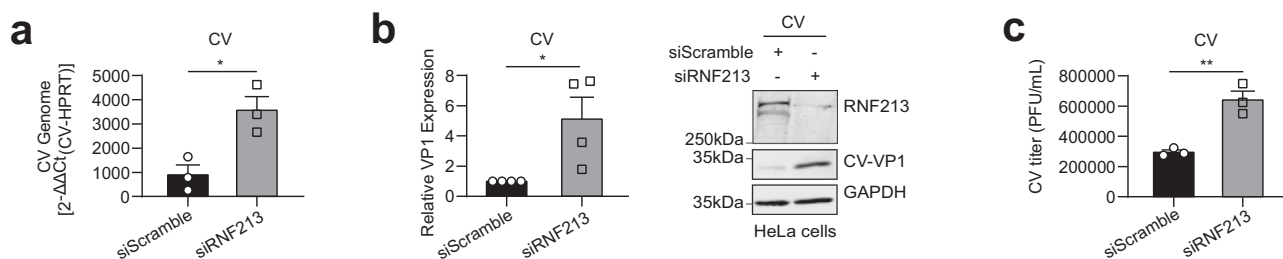 a
CV
*
CV Genome
[2-ΔΔCt(CV-HPRT)]
5000
4000
3000
2000
1000
0
siScramble
siRNF213
b
CV
*
Relative VP1 Expression
8
6
4
2
0
siScramble
siRNF213
CV
siScramble + -
siRNF213 - +
RNF213
250kDa
35kDa
CV-VP1
35kDa
GAPDH
HeLa cells
c
CV
**
CV titer (PFU/mL)
800000
600000
400000
200000
0
siScramble
siRNF213